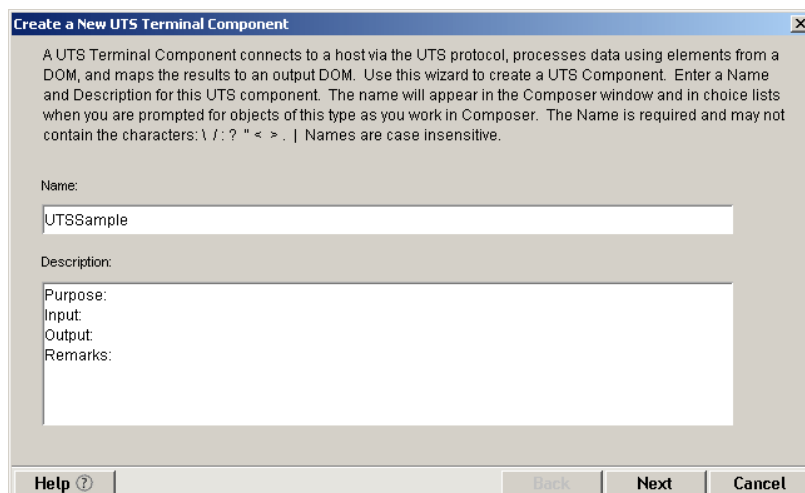 Create a New UTS Terminal Component
A UTS Terminal Component connects to a host via the UTS protocol, processes data using elements from a
DOM, and maps the results to an output DOM. Use this wizard to create a UTS Component. Enter a Name
and Description for this UTS component. The name will appear in the Composer window and in choice lists
when you are prompted for objects of this type as you work in Composer. The Name is required and may not
contain the characters: \ / : ? " < > . | Names are case insensitive.
Name:
UTSSample
Description:
Purpose:
Input:
Output:
Remarks:
Help ? Back Next Cancel